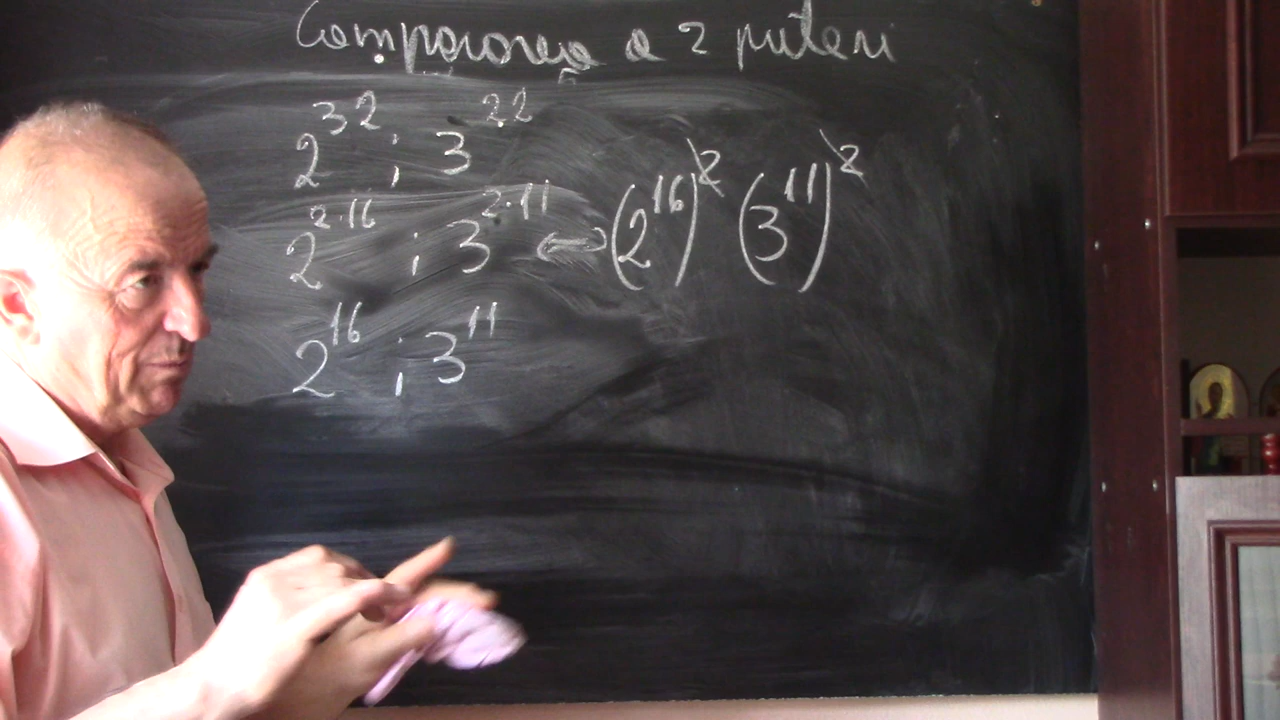 Compararea a 2 puteri
2^32 ; 3^22
2^2·16 ; 3^2·11 ⟺ (2^16)^2 (3^11)^2
2^16 ; 3^11